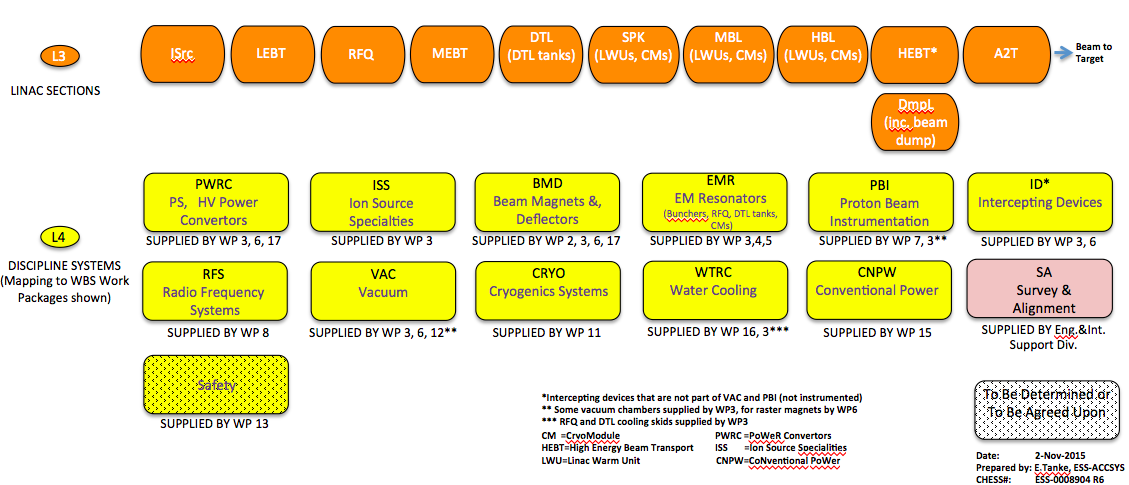 L3
LINAC SECTIONS
ISrc
LEBT
RFQ
MEBT
DTL
(DTL tanks)
SPK
(LWUs, CMs)
MBL
(LWUs, CMs)
HBL
(LWUs, CMs)
HEBT*
A2T
Beam to
Target
DmpL
(inc. beam
dump)
L4
DISCIPLINE SYSTEMS
(Mapping to WBS Work
Packages shown)
PWRC
PS, HV Power
Convertors
SUPPLIED BY WP 3, 6, 17
ISS
Ion Source
Specialties
SUPPLIED BY WP 3
BMD
Beam Magnets &,
Deflectors
SUPPLIED BY WP 2, 3, 6, 17
EMR
EM Resonators
(Bunchers, RFQ, DTL tanks,
CMs)
SUPPLIED BY WP 3,4,5
PBI
Proton Beam
Instrumentation
SUPPLIED BY WP 7, 3**
ID*
Intercepting Devices
SUPPLIED BY WP 3, 6
RFS
Radio Frequency
Systems
SUPPLIED BY WP 8
VAC
Vacuum
SUPPLIED BY WP 3, 6, 12**
CRYO
Cryogenics Systems
SUPPLIED BY WP 11
WTRC
Water Cooling
SUPPLIED BY WP 16, 3***
CNPW
Conventional Power
SUPPLIED BY WP 15
SA
Survey &
Alignment
SUPPLIED BY Eng.&Int.
Support Div.
Safety
SUPPLIED BY WP 13
*Intercepting devices that are not part of VAC and PBI (not instrumented)
** Some vacuum chambers supplied by WP3, for raster magnets by WP6
*** RFQ and DTL cooling skids supplied by WP3
CM =CryoModule PWRC =PoWeR Convertors
HEBT=High Energy Beam Transport ISS =Ion Source Specialities
LWU=Linac Warm Unit CNPW=CoNventional PoWer
To Be Determined or
To Be Agreed Upon
Date: 2-Nov-2015
Prepared by: E.Tanke, ESS-ACCSYS
CHESS#: ESS-0008904 R6